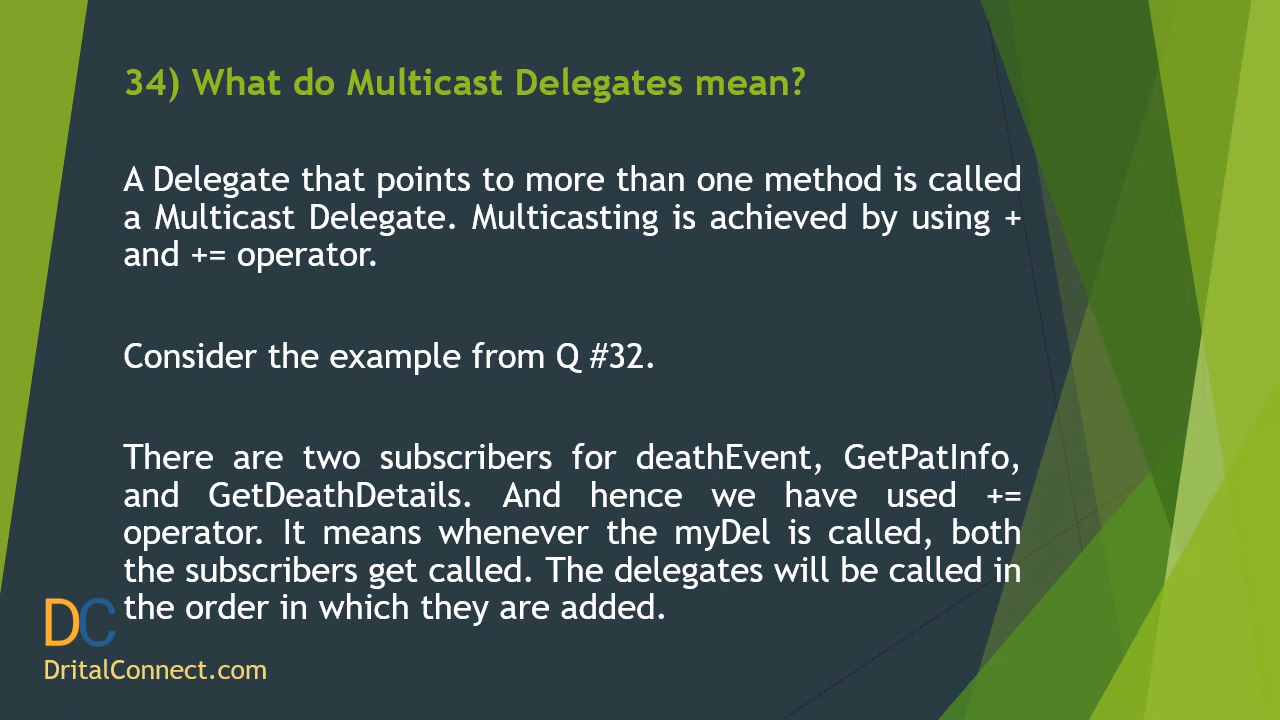 34) What do Multicast Delegates mean?
A Delegate that points to more than one method is called
a Multicast Delegate. Multicasting is achieved by using +
and += operator.
Consider the example from Q #32.
There are two subscribers for deathEvent, GetPatInfo,
and GetDeathDetails. And hence we have used +=
operator. It means whenever the myDel is called, both
the subscribers get called. The delegates will be called in
the order in which they are added.
DC
DritalConnect.com